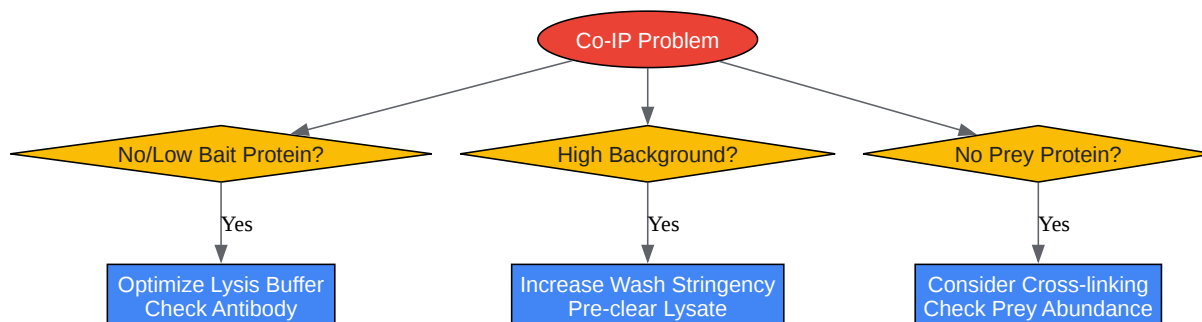 Co-IP Problem
No/Low Bait Protein?
High Background?
No Prey Protein?
Yes
Yes
Yes
Optimize Lysis Buffer
Check Antibody
Increase Wash Stringency
Pre-clear Lysate
Consider Cross-linking
Check Prey Abundance